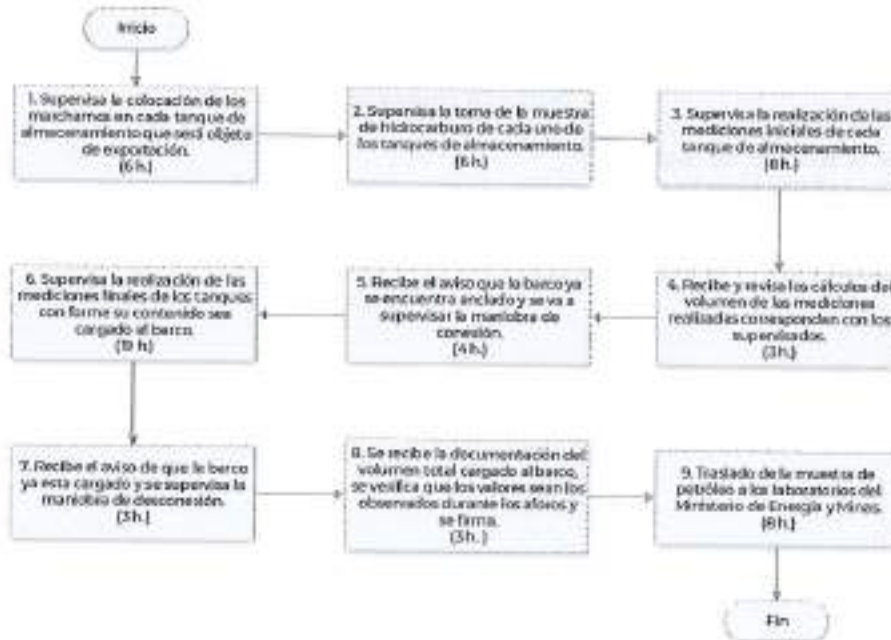 Inicio
1. Supervisa la colocación de los
marchamos en cada tanque de
almacenamiento que será objeto
de exportación.
(6 h.)
2. Supervisa la toma de la muestra
de hidrocarburo de cada uno de
los tanques de almacenamiento.
(6 h.)
3. Supervisa la realización de las
mediciones iniciales de cada
tanque de almacenamiento.
(8 h.)
4. Recibe y revisa los cálculos del
volumen de las mediciones
realizadas correspondan con los
supervisados.
(3 h.)
5. Recibe el aviso que le barco ya
se encuentra anclado y se va a
supervisar la maniobra de
conexión.
(4 h.)
6. Supervisa la realización de las
mediciones finales de los tanques
con forme su contenido sea
cargado al barco.
(19 h.)
7. Recibe el aviso de que le barco
ya esta cargado y se supervisa la
maniobra de desconexión.
(3 h.)
8. Se recibe la documentación del
volumen total cargado al barco,
se verifica que los valores sean los
observados durante los aforos y
se firma.
(3 h. )
9. Traslado de la muestra de
petróleo a los laboratorios del
Ministerio de Energía y Minas.
(8 h.)
Fin